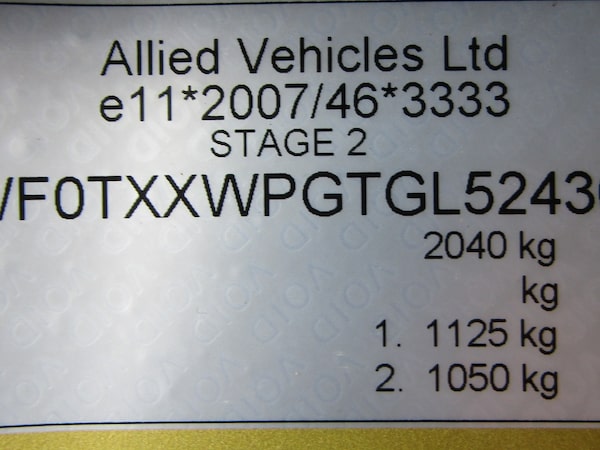 Allied Vehicles Ltd
e11*2007/46*3333
STAGE 2
WF0TXXWPGTGL5243
2040 kg
kg
1. 1125 kg
2. 1050 kg